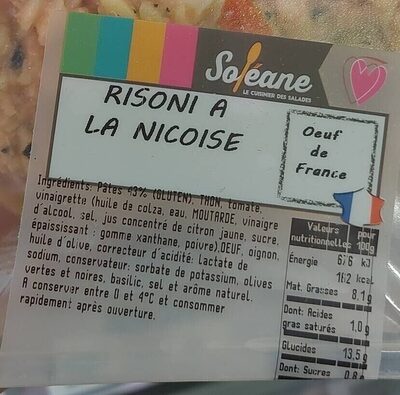 Soléane
LE CUISINIER DES SALADES
RISONI A
LA NICOISE
Oeuf
de
France
Ingrédients: Pâtes 43% (GLUTEN), THON, tomate,
vinaigrette (huile de colza, eau, MOUTARDE, vinaigre
d'alcool, sel, jus concentré de citron jaune, sucre,
épaississant : gomme xanthane, poivre),OEUF, oignon,
huile d'olive, correcteur d'acidité: lactate de
sodium, conservateur: sorbate de potassium, olives
vertes et noires, basilic, sel et arôme naturel.
A conserver entre 0 et 4°C et consommer
rapidement après ouverture.
Valeurs pour
nutritionnelles 100g
Énergie 676 kJ
162 kcal
Mat. Grasses 8,1 g
Dont: Acides
gras saturés 1,0 g
Glucides 13,5 g
Dont: Sucres 0,8 g